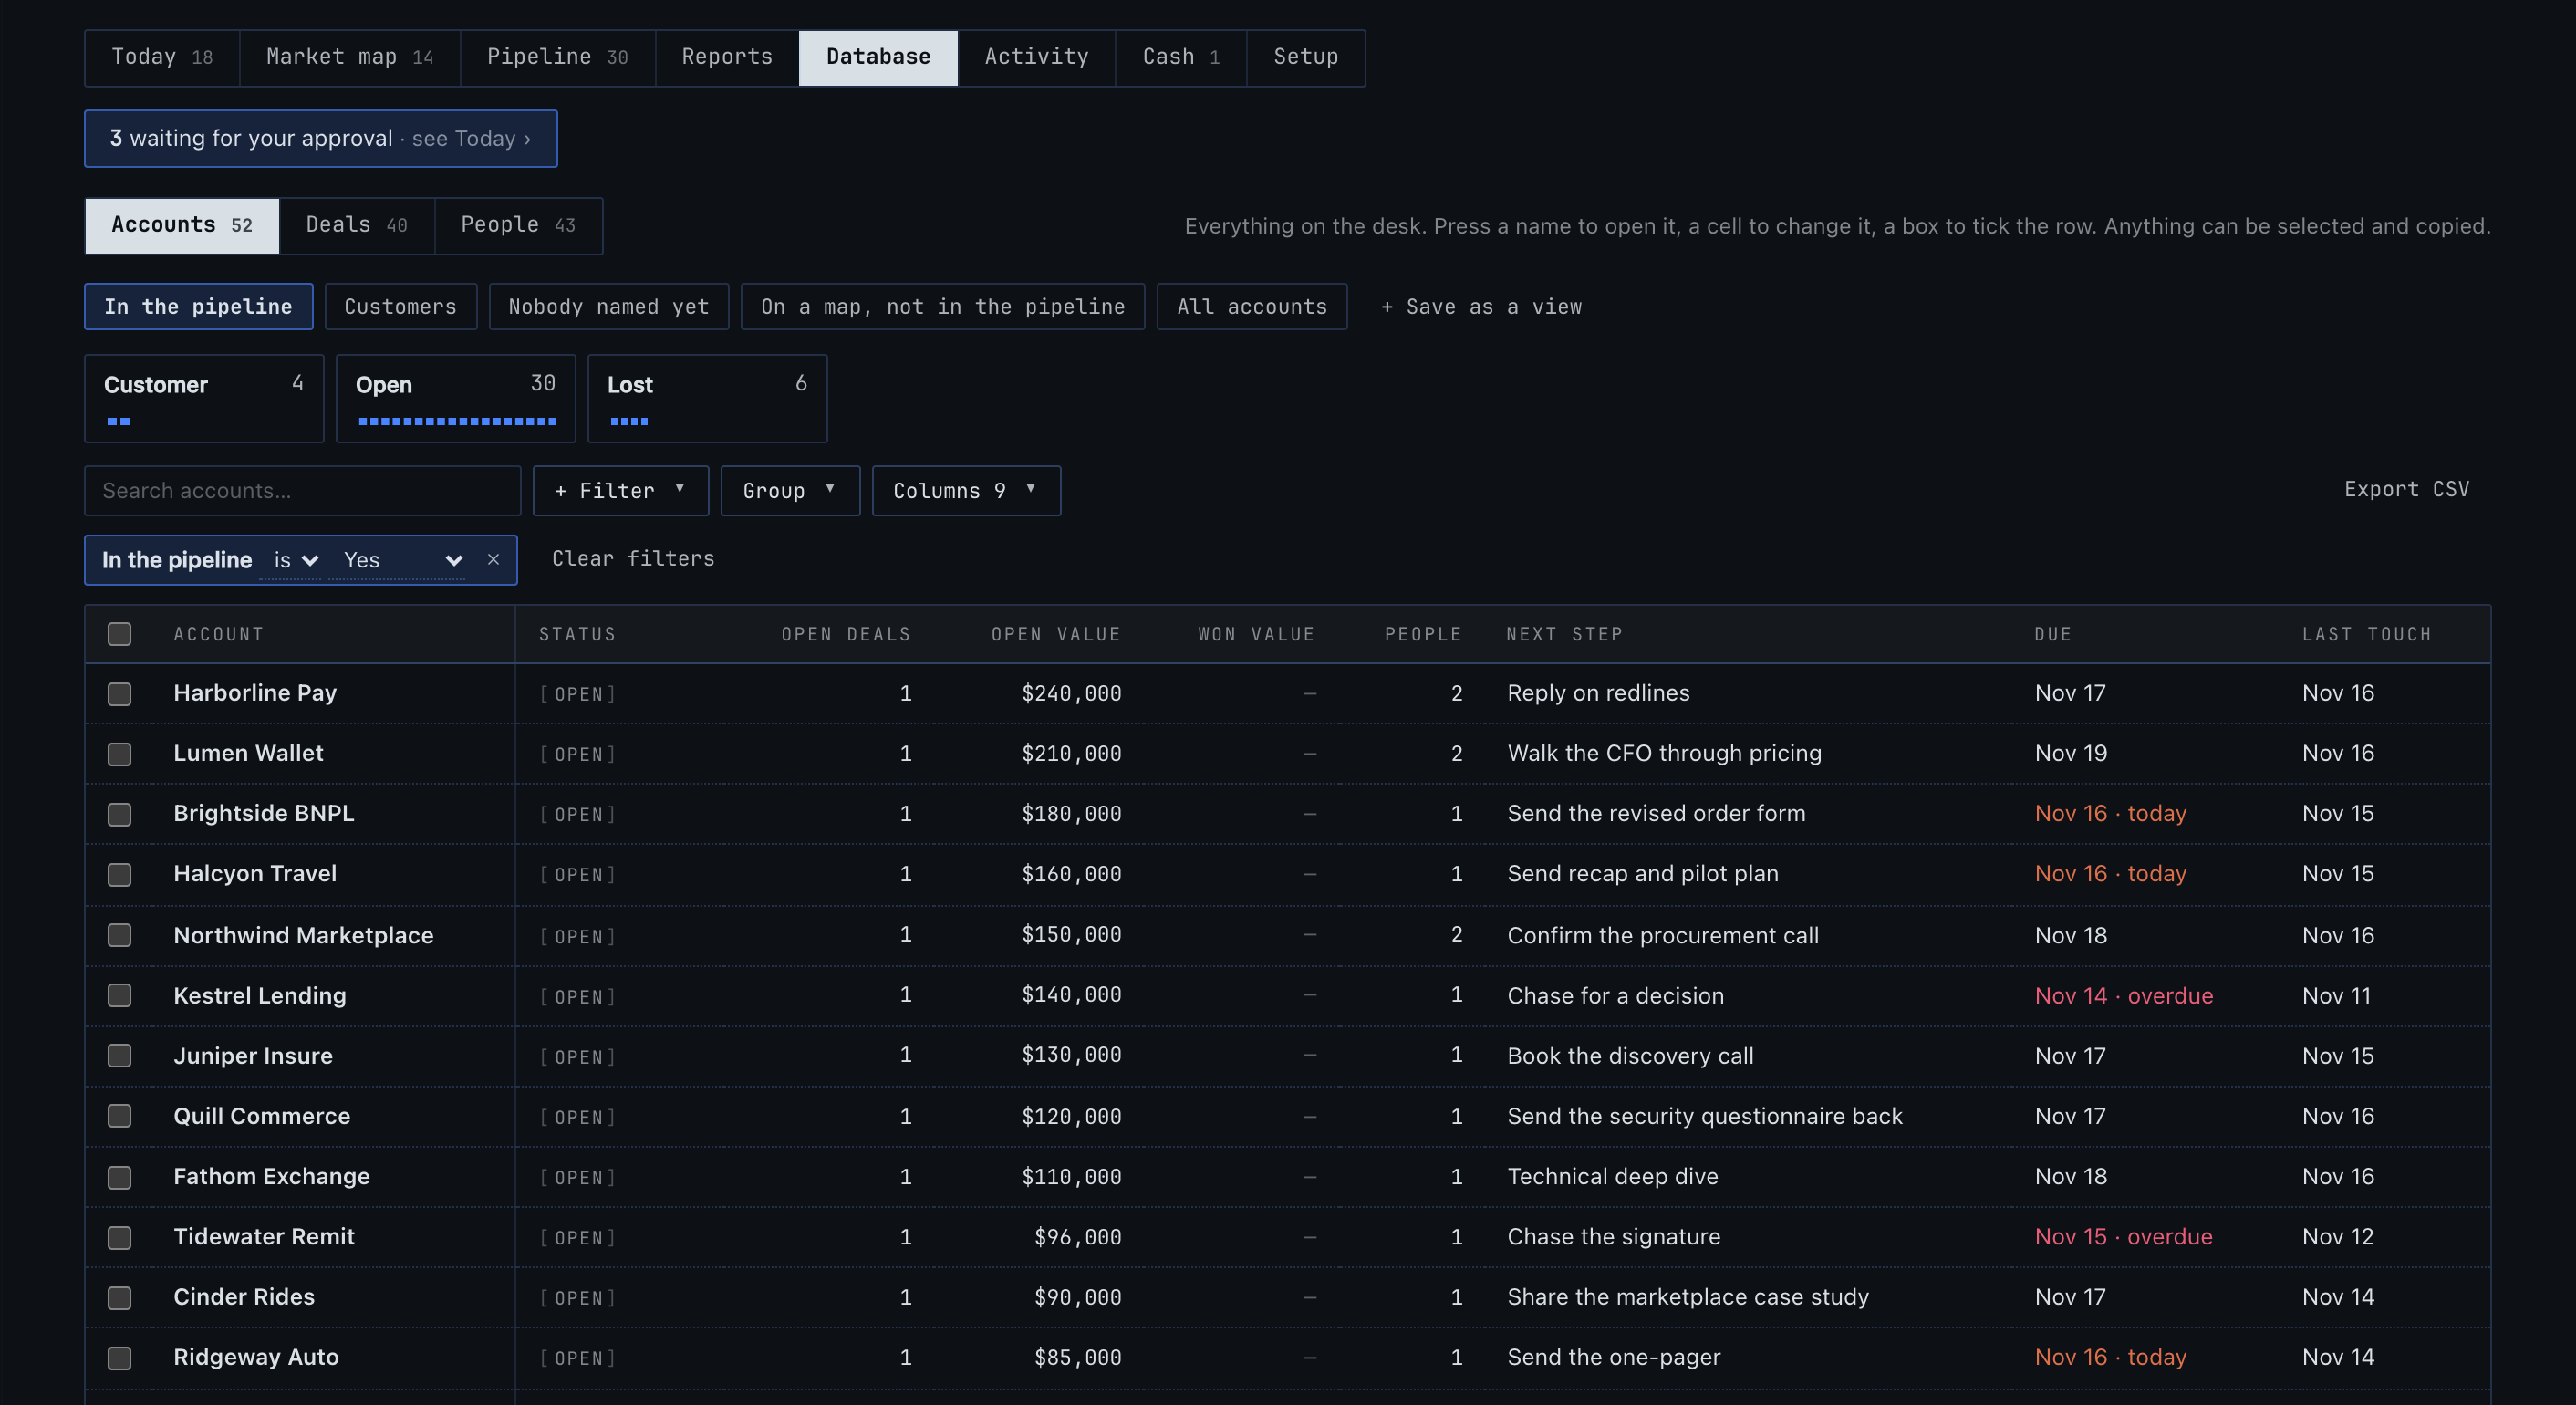 Today 18 Market map 14 Pipeline 30 Reports Database Activity Cash 1 Setup
3 waiting for your approval · see Today ›
Accounts 52 Deals 40 People 43
Everything on the desk. Press a name to open it, a cell to change it, a box to tick the row. Anything can be selected and copied.
In the pipeline Customers Nobody named yet On a map, not in the pipeline All accounts + Save as a view
Customer 4 Open 30 Lost 6
Search accounts... + Filter ▼ Group ▼ Columns 9 ▼ Export CSV
In the pipeline is Yes × Clear filters
ACCOUNT STATUS OPEN DEALS OPEN VALUE WON VALUE PEOPLE NEXT STEP DUE LAST TOUCH
Harborline Pay [OPEN] 1 $240,000 — 2 Reply on redlines Nov 17 Nov 16
Lumen Wallet [OPEN] 1 $210,000 — 2 Walk the CFO through pricing Nov 19 Nov 16
Brightside BNPL [OPEN] 1 $180,000 — 1 Send the revised order form Nov 16 · today Nov 15
Halcyon Travel [OPEN] 1 $160,000 — 1 Send recap and pilot plan Nov 16 · today Nov 15
Northwind Marketplace [OPEN] 1 $150,000 — 2 Confirm the procurement call Nov 18 Nov 16
Kestrel Lending [OPEN] 1 $140,000 — 1 Chase for a decision Nov 14 · overdue Nov 11
Juniper Insure [OPEN] 1 $130,000 — 1 Book the discovery call Nov 17 Nov 15
Quill Commerce [OPEN] 1 $120,000 — 1 Send the security questionnaire back Nov 17 Nov 16
Fathom Exchange [OPEN] 1 $110,000 — 1 Technical deep dive Nov 18 Nov 16
Tidewater Remit [OPEN] 1 $96,000 — 1 Chase the signature Nov 15 · overdue Nov 12
Cinder Rides [OPEN] 1 $90,000 — 1 Share the marketplace case study Nov 17 Nov 14
Ridgeway Auto [OPEN] 1 $85,000 — 1 Send the one-pager Nov 16 · today Nov 14